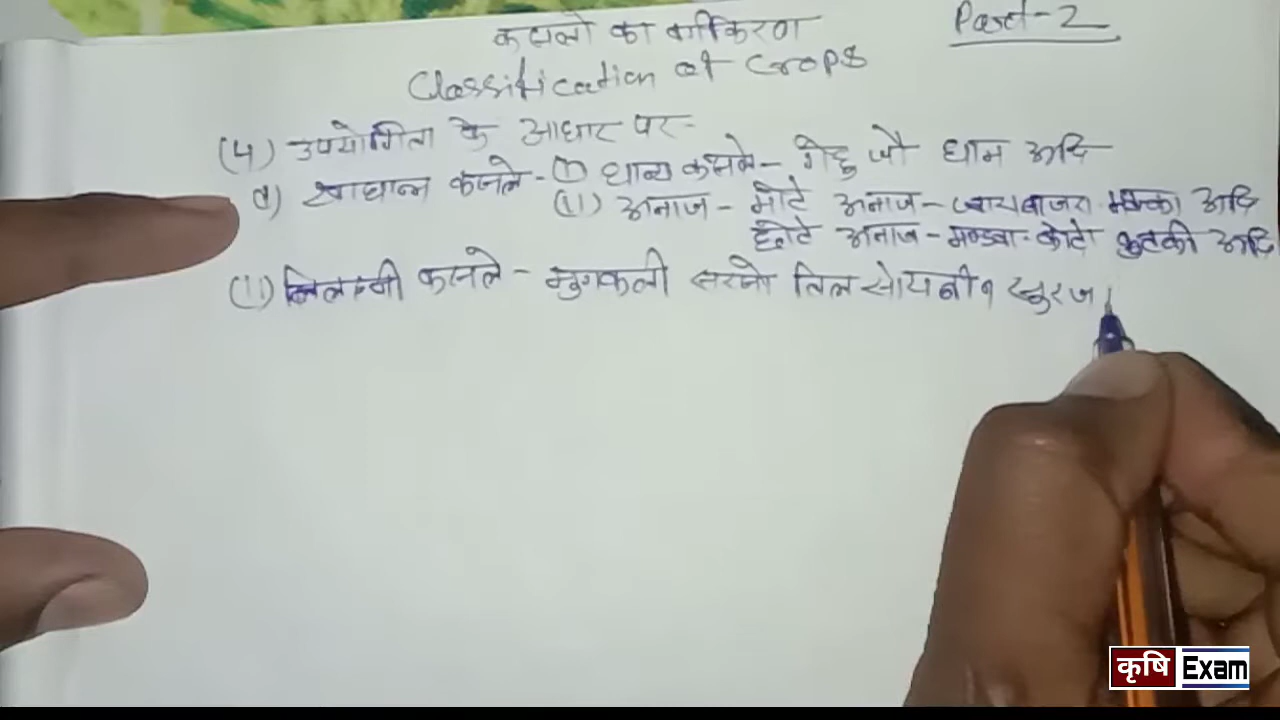 फसलो का वर्गीकरण
Part-2
Classification of Crops
(4) उपयोगिता के आधार पर-
खाद्यान्न फसले - (I) धान्य फसले - गेहु जौ धान आदि
(II) अनाज - मोटे अनाज - ज्वार बाजरा मक्का आदि
छोटे अनाज - मण्डवा - कोदो कुटकी आदि
(II) तिलहनी फसले - मुगफली सरसो तिल सोयाबीन सुरज
कृषि Exam